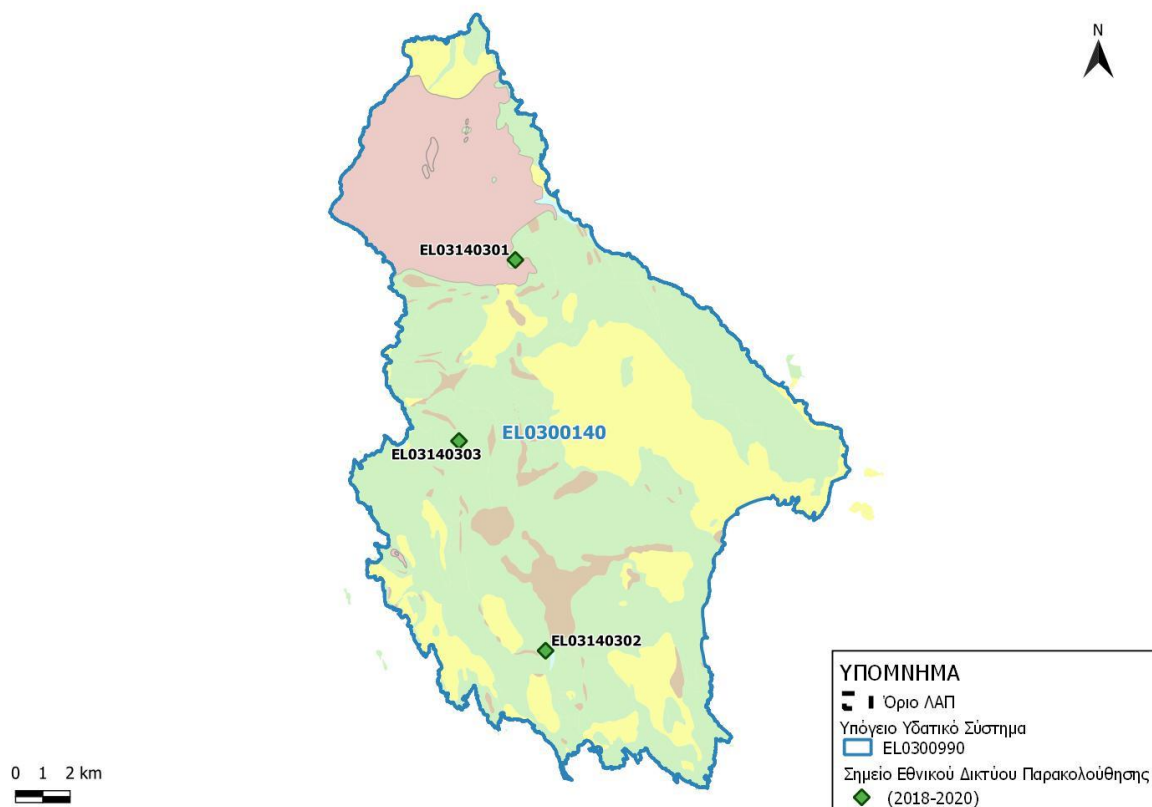 N
EL03140301
EL0300140
EL03140303
EL03140302
ΥΠΟΜΝΗΜΑ
Όριο ΛΑΠ
Υπόγειο Υδατικό Σύστημα
EL0300990
Σημείο Εθνικού Δικτύου Παρακολούθησης
(2018-2020)
0 1 2 km